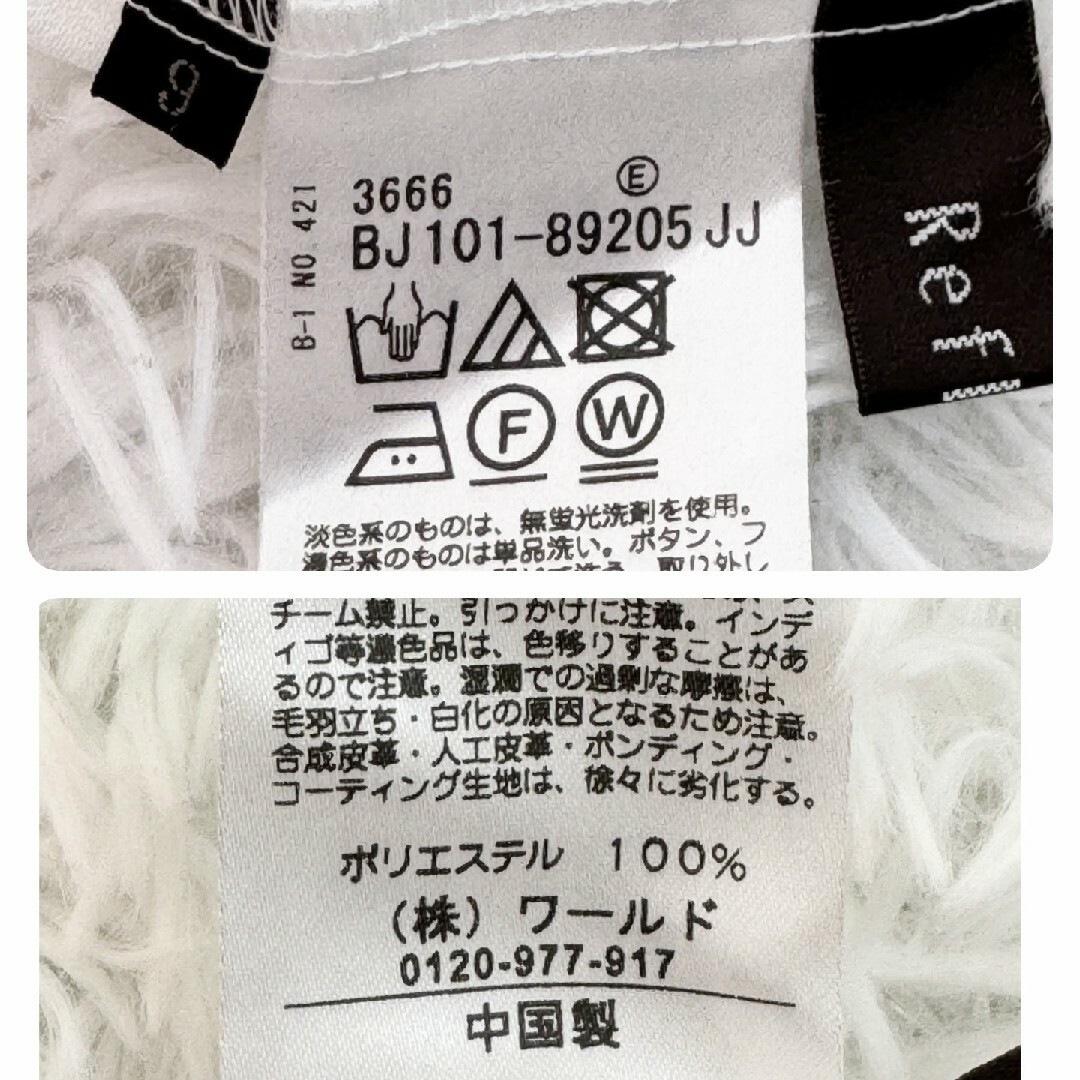 9
B-1 NO. 421
3666 E
BJ101-89205JJ
F W
淡色系のものは、無蛍光洗剤を使用。
濃色系のものは単品洗い。ボタン、フ
取り外し
Ref
チーム禁止。引っかけに注意。インデ
ィゴ等濃色品は、色移りすることがあ
るので注意。湿潤での過剰な摩擦は、
毛羽立ち・白化の原因となるため注意。
合成皮革・人工皮革・ボンディング・
コーティング生地は、徐々に劣化する。
ポリエステル 100%
(株) ワールド
0120-977-917
中国製